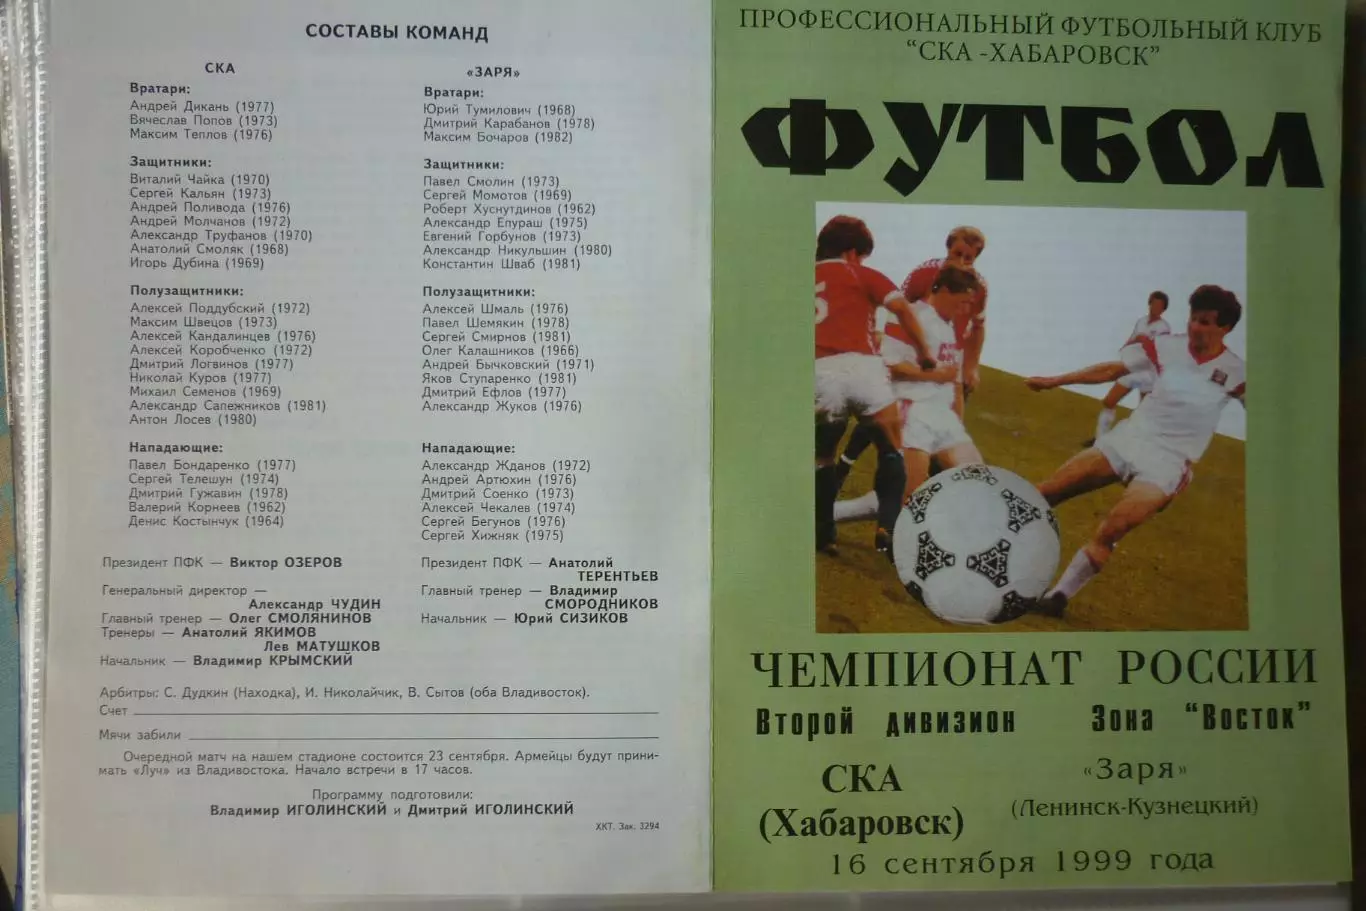 СОСТАВЫ КОМАНД
СКА
Вратари:
Андрей Дикань (1977)
Вячеслав Попов (1973)
Максим Теплов (1976)
Защитники:
Виталий Чайка (1970)
Сергей Кальян (1973)
Андрей Поливода (1976)
Андрей Молчанов (1972)
Александр Труфанов (1970)
Анатолий Смоляк (1968)
Игорь Дубина (1969)
Полузащитники:
Алексей Поддубский (1972)
Максим Швецов (1973)
Алексей Кандалинцев (1976)
Алексей Коробченко (1972)
Дмитрий Логвинов (1977)
Николай Куров (1977)
Михаил Семенов (1969)
Александр Сапежников (1981)
Антон Лосев (1980)
Нападающие:
Павел Бондаренко (1977)
Сергей Телешун (1974)
Дмитрий Гужавин (1978)
Валерий Корнеев (1962)
Денис Костынчук (1964)
Президент ПФК — Виктор ОЗЕРОВ
Генеральный директор —
Александр ЧУДИН
Главный тренер — Олег СМОЛЯНИНОВ
Тренеры — Анатолий ЯКИМОВ
Лев МАТУШКОВ
Начальник — Владимир КРЫМСКИЙ
«ЗАРЯ»
Вратари:
Юрий Тумилович (1968)
Дмитрий Карабанов (1978)
Максим Бочаров (1982)
Защитники:
Павел Смолин (1973)
Сергей Момотов (1969)
Роберт Хуснутдинов (1962)
Александр Епураш (1975)
Евгений Горбунов (1973)
Александр Никульшин (1980)
Константин Шваб (1981)
Полузащитники:
Алексей Шмаль (1976)
Павел Шемякин (1978)
Сергей Смирнов (1981)
Олег Калашников (1966)
Андрей Бычковский (1971)
Яков Ступаренко (1981)
Дмитрий Ефлов (1977)
Александр Жуков (1976)
Нападающие:
Александр Жданов (1972)
Андрей Артюхин (1976)
Дмитрий Соенко (1973)
Алексей Чекалев (1974)
Сергей Бегунов (1976)
Сергей Хижняк (1975)
Президент ПФК — Анатолий
ТЕРЕНТЬЕВ
Главный тренер — Владимир
СМОРОДНИКОВ
Начальник — Юрий СИЗИКОВ
Арбитры: С. Дудкин (Находка), И. Николайчик, В. Сытов (оба Владивосток).
Счет
Мячи забили
Очередной матч на нашем стадионе состоится 23 сентября. Армейцы будут прини-
мать «Луч» из Владивостока. Начало встречи в 17 часов.
Программу подготовили:
Владимир ИГОЛИНСКИЙ и Дмитрий ИГОЛИНСКИЙ
ХКТ. Зак. 3294
ПРОФЕССИОНАЛЬНЫЙ ФУТБОЛЬНЫЙ КЛУБ
"СКА -ХАБАРОВСК"
ФУТБОЛ
ЧЕМПИОНАТ РОССИИ
Второй дивизион Зона "Восток"
СКА
(Хабаровск)
«Заря»
(Ленинск-Кузнецкий)
16 сентября 1999 года